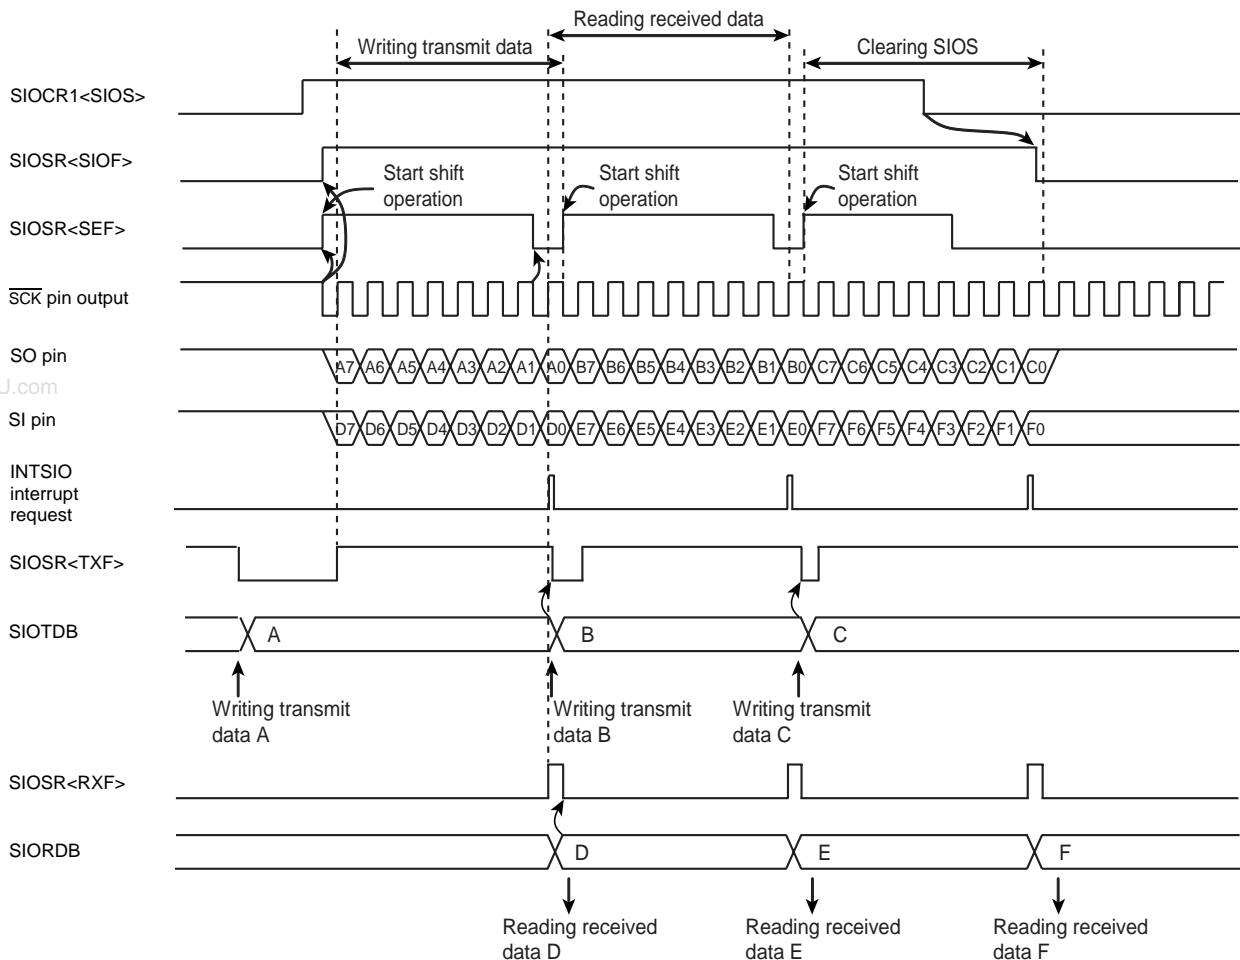 Reading received data
Writing transmit data
Clearing SIOS
SIOCR1<SIOS>
SIOSR<SIOF>
Start shift
operation
Start shift
operation
Start shift
operation
SIOSR<SEF>
SCK pin output
SO pin
A7 A6 A5 A4 A3 A2 A1 A0 B7 B6 B5 B4 B3 B2 B1 B0 C7 C6 C5 C4 C3 C2 C1 C0
U.com
SI pin
D7 D6 D5 D4 D3 D2 D1 D0 E7 E6 E5 E4 E3 E2 E1 E0 F7 F6 F5 F4 F3 F2 F1 F0
INTSIO
interrupt
request
SIOSR<TXF>
SIOTDB
A
B
C
Writing transmit
data A
Writing transmit
data B
Writing transmit
data C
SIOSR<RXF>
SIORDB
D
E
F
Reading received
data D
Reading received
data E
Reading received
data F